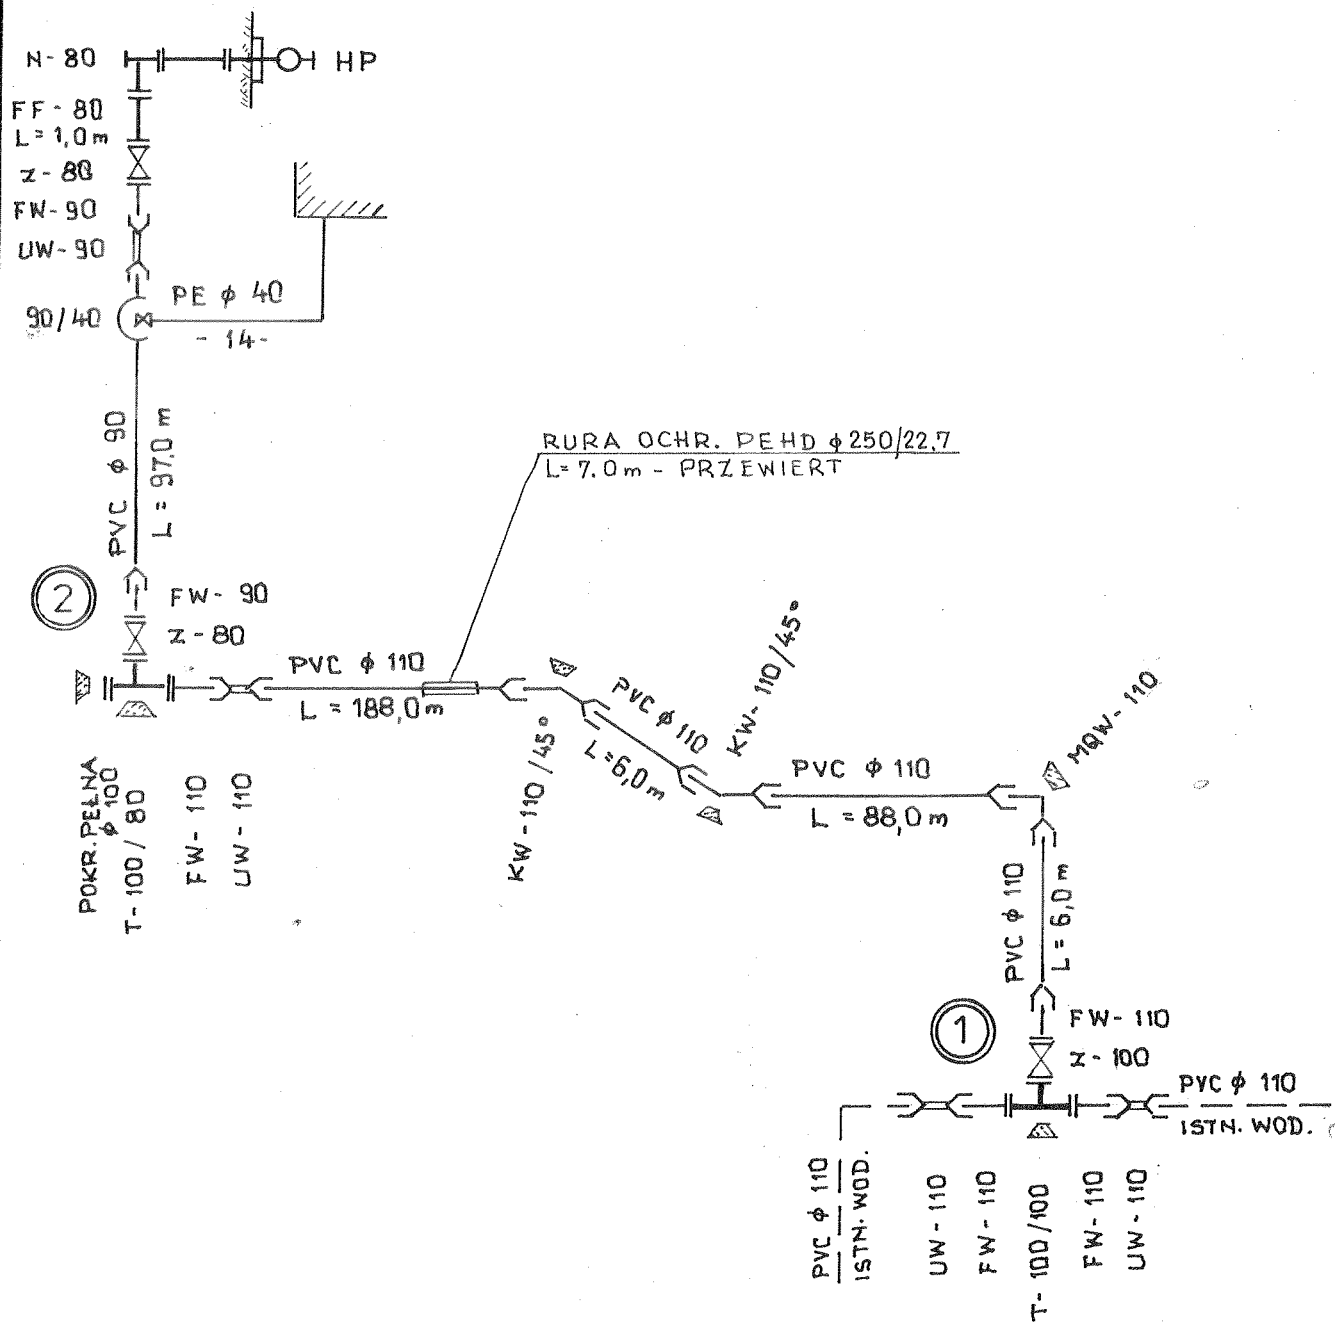 N-80
HP
FF-80
L=1,0m
Z-80
FW-90
UW-90
90/40
PE ϕ 40
- 14 -
PVC ϕ 90
L = 97.0 m
RURA OCHR. PEHD ϕ 250/22,7
L= 7.0 m - PRZEWIERT
2
FW- 90
Z-80
PVC ϕ 110
L = 188,0m
POKR. PEŁNA
ϕ 100
T-100/80
FW-110
UW-110
KW-110/45°
PVC ϕ 110
L=6,0m
KW-110/45°
PVC ϕ 110
L = 88,0m
MQW-110
PVC ϕ 110
L=6,0m
1
FW-110
Z-100
PVC ϕ 110
ISTN. WOD.
PVC ϕ 110
ISTN. WOD.
UW-110
FW-110
T-100/100
FW-110
UW-110